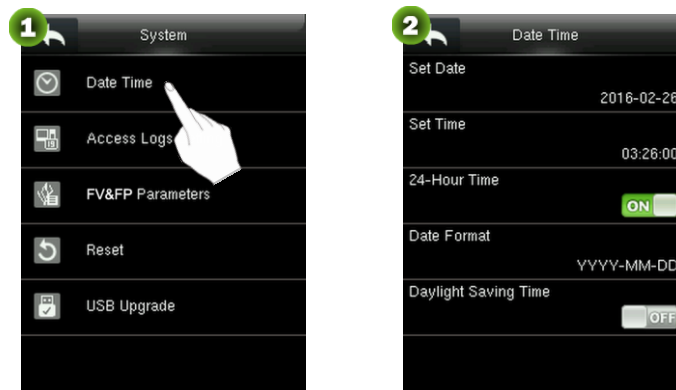 1
System
Date Time
Access Logs
FV&FP Parameters
Reset
USB Upgrade
2
Date Time
Set Date
2016-02-26
Set Time
03:26:00
24-Hour Time
ON
Date Format
YYYY-MM-DD
Daylight Saving Time
OFF